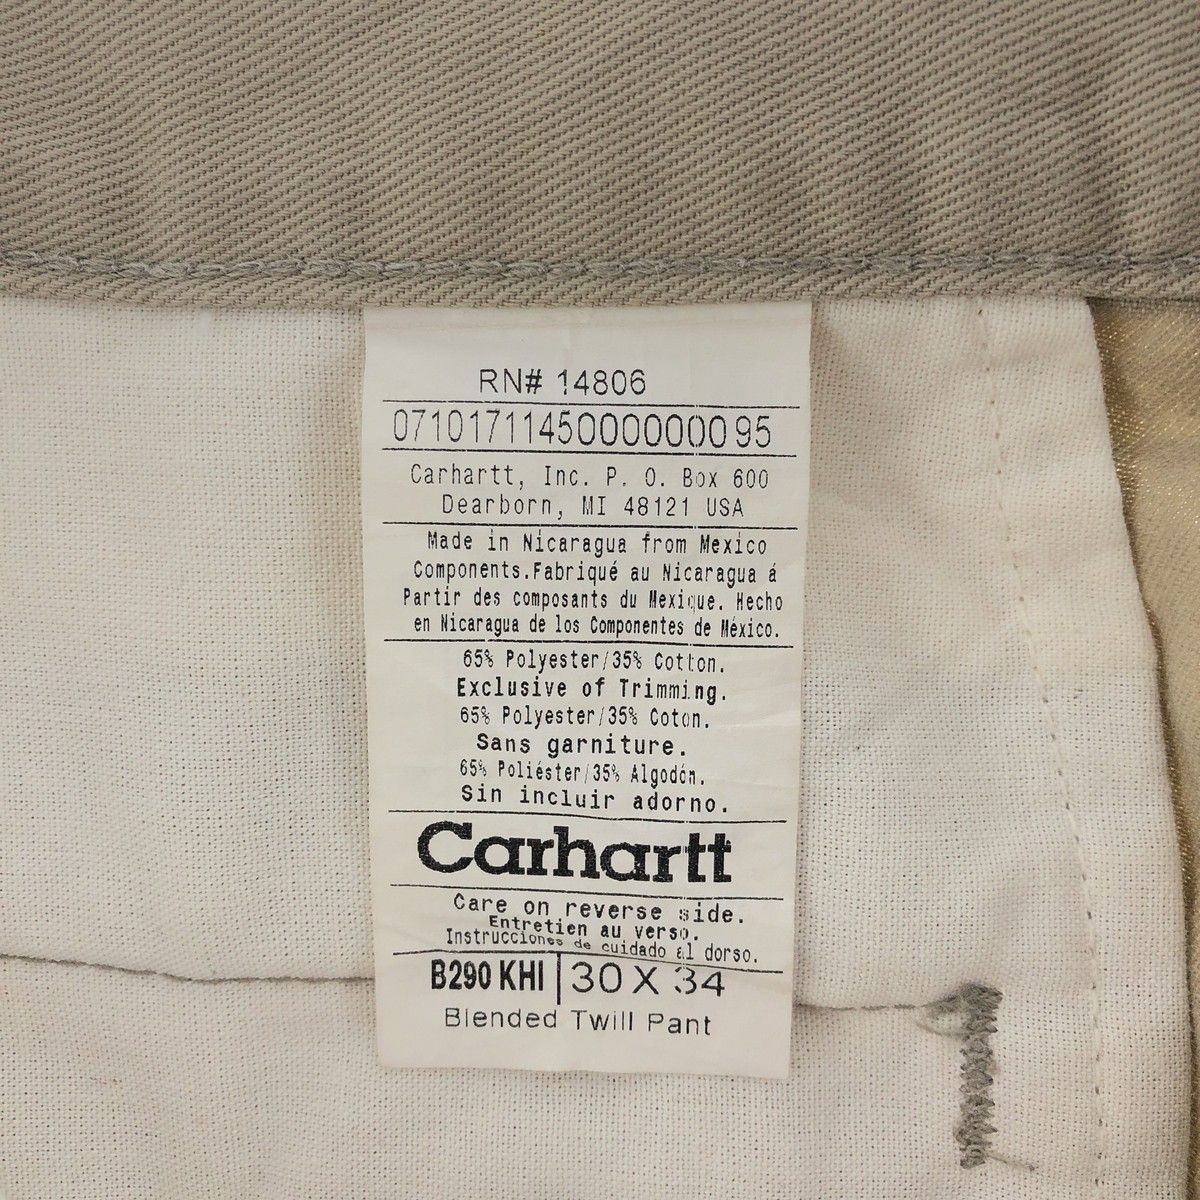 RN# 14806
07101711450000000095
Carhartt, Inc. P. O. Box 600
Dearborn, MI 48121 USA
Made in Nicaragua from Mexico
Components.Fabriqué au Nicaragua á
Partir des composants du Mexique. Hecho
en Nicaragua de los Componentes de México.
65% Polyester/35% Cotton.
Exclusive of Trimming.
65% Polyester/35% Coton.
Sans garniture.
65% Poliéster/35% Algodón.
Sin incluir adorno.
Carhartt
Care on reverse side.
Entretien au verso.
Instrucciones de cuidado al dorso.
B290 KHI 30 X 34
Blended Twill Pant